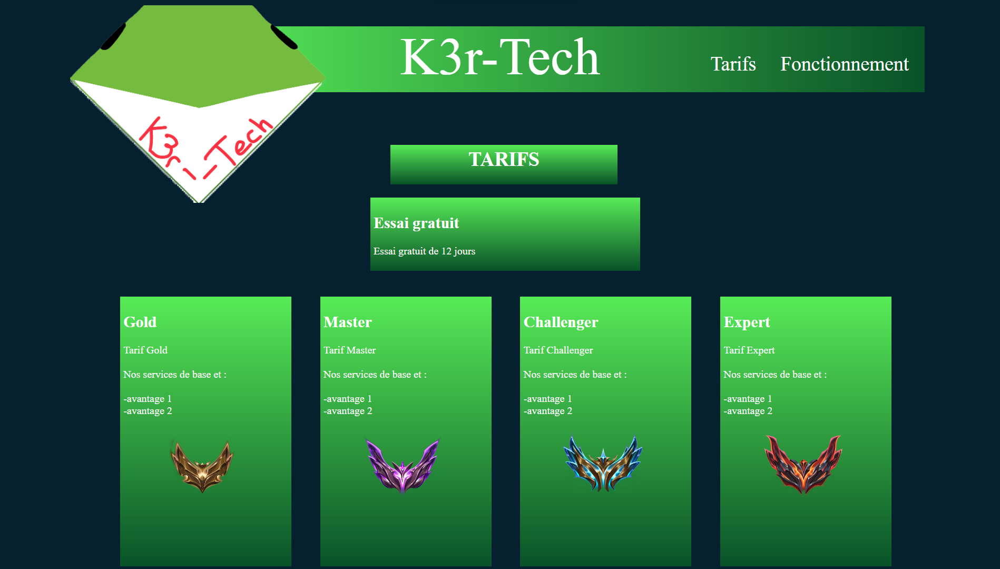 K3r-Tech
Tarifs
Fonctionnement
K3r-
-Tech
TARIFS
Essai gratuit
Essai gratuit de 12 jours
Gold
Tarif Gold
Nos services de base et :
-avantage 1
-avantage 2
Master
Tarif Master
Nos services de base et :
-avantage 1
-avantage 2
Challenger
Tarif Challenger
Nos services de base et :
-avantage 1
-avantage 2
Expert
Tarif Expert
Nos services de base et :
-avantage 1
-avantage 2